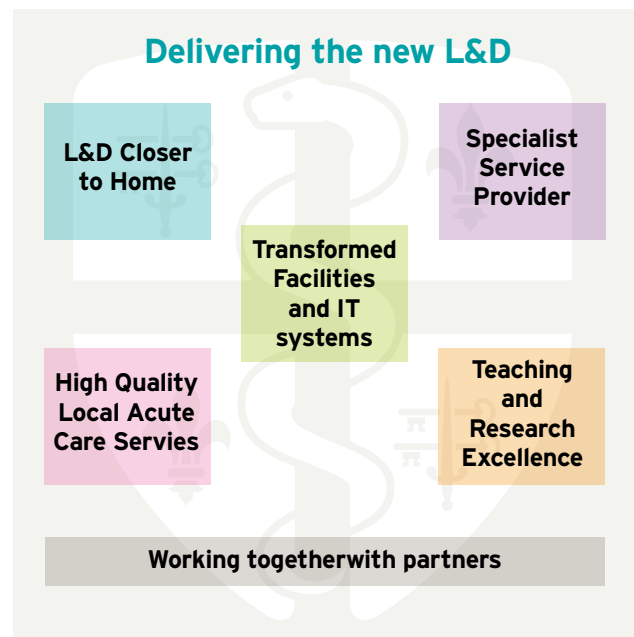 Delivering the new L&D
L&D Closer
to Home
Specialist
Service
Provider
Transformed
Facilities
and IT
systems
High Quality
Local Acute
Care Servies
Teaching
and
Research
Excellence
Working togetherwith partners